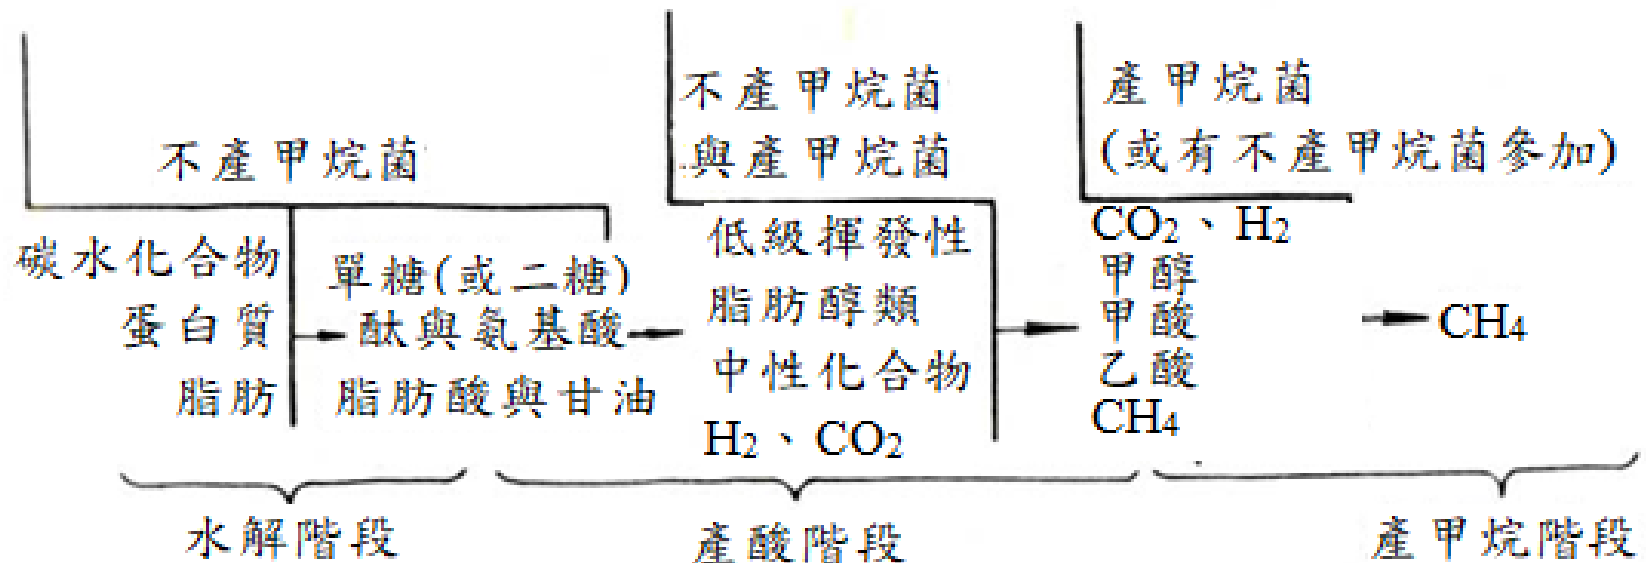 不產甲烷菌
不產甲烷菌
與產甲烷菌
產甲烷菌
(或有不產甲烷菌參加)
碳水化合物
蛋白質
脂肪
單糖(或二糖)
酞與氨基酸
脂肪酸與甘油
低級揮發性
脂肪醇類
中性化合物
H₂、CO₂
CO₂、H₂
甲醇
甲酸
乙酸
CH₄
CH₄
水解階段
產酸階段
產甲烷階段